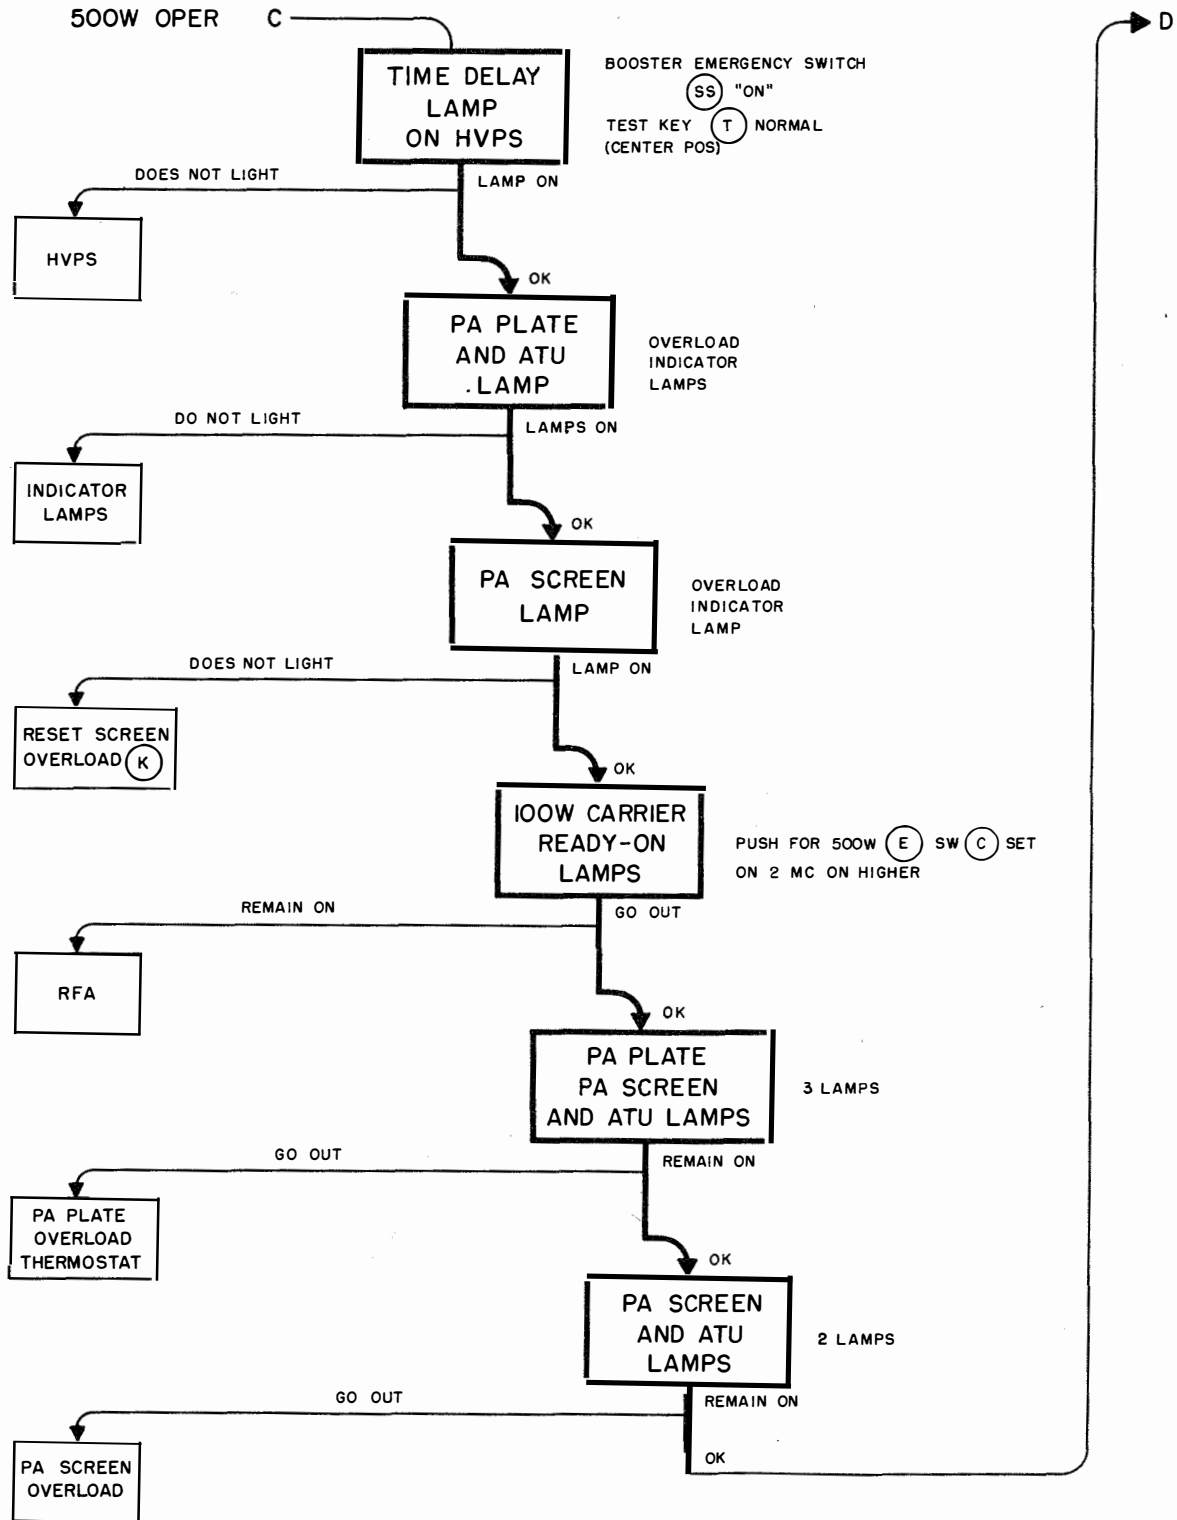 500W OPER C
D
TIME DELAY
LAMP
ON HVPS
BOOSTER EMERGENCY SWITCH
SS "ON"
TEST KEY T NORMAL
(CENTER POS)
DOES NOT LIGHT
LAMP ON
HVPS
OK
PA PLATE
AND ATU
LAMP
OVERLOAD
INDICATOR
LAMPS
DO NOT LIGHT
LAMPS ON
INDICATOR
LAMPS
OK
PA SCREEN
LAMP
OVERLOAD
INDICATOR
LAMP
DOES NOT LIGHT
LAMP ON
RESET SCREEN
OVERLOAD K
OK
100W CARRIER
READY-ON
LAMPS
PUSH FOR 500W E SW C SET
ON 2 MC ON HIGHER
REMAIN ON
GO OUT
RFA
OK
PA PLATE
PA SCREEN
AND ATU LAMPS
3 LAMPS
GO OUT
REMAIN ON
PA PLATE
OVERLOAD
THERMOSTAT
OK
PA SCREEN
AND ATU
LAMPS
2 LAMPS
GO OUT
REMAIN ON
PA SCREEN
OVERLOAD
OK